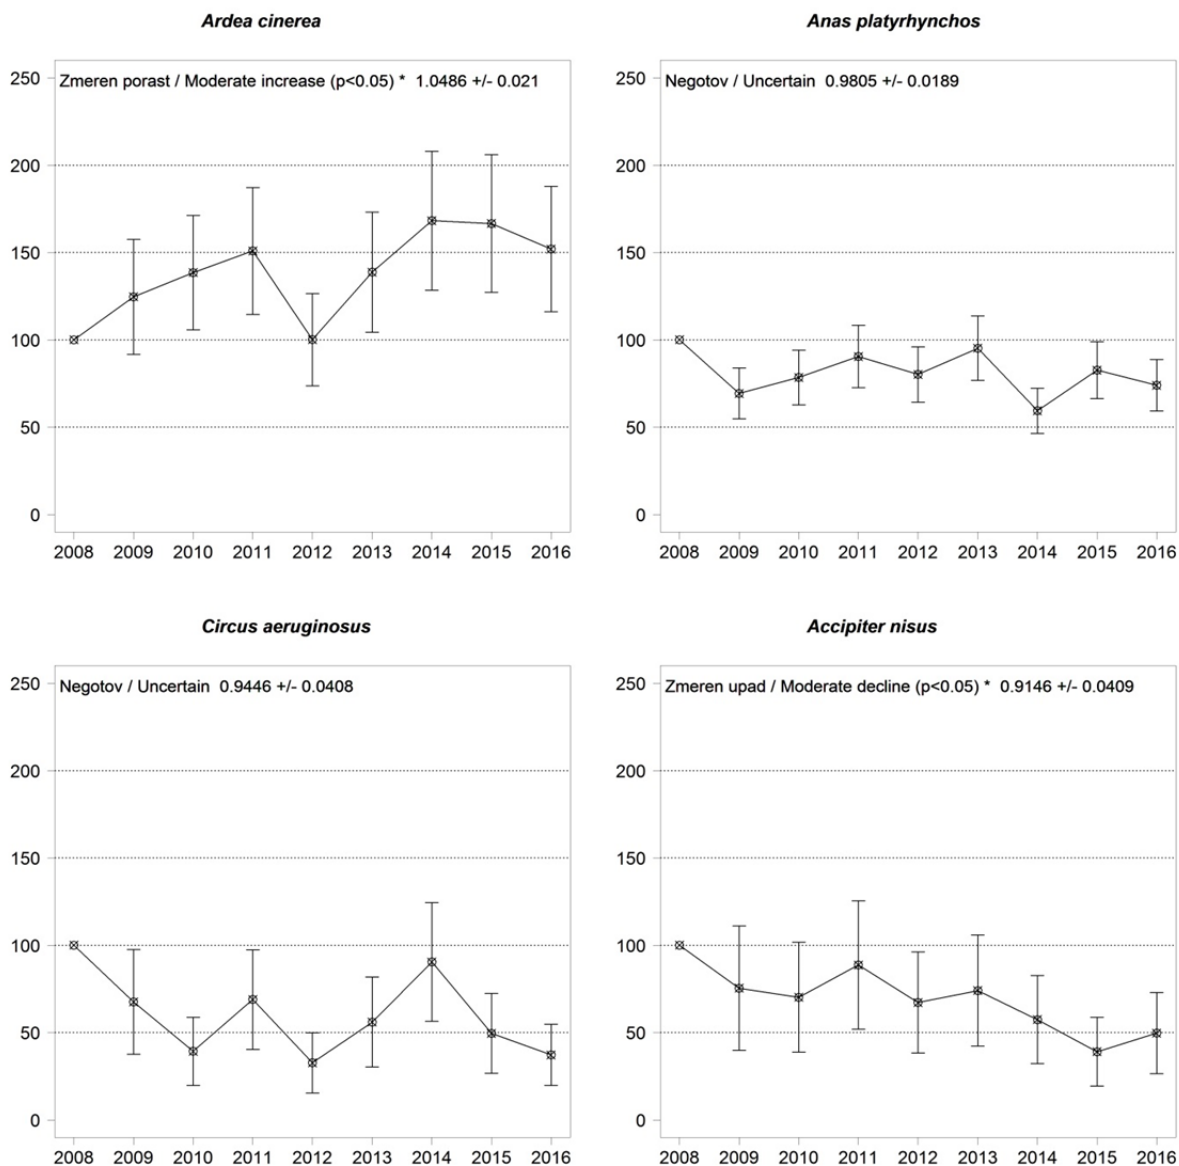 Ardea cinerea
Zmeren porast / Moderate increase (p<0.05) * 1.0486 +/- 0.021
250
200
150
100
50
0
2008 2009 2010 2011 2012 2013 2014 2015 2016
Anas platyrhynchos
Negotov / Uncertain 0.9805 +/- 0.0189
250
200
150
100
50
0
2008 2009 2010 2011 2012 2013 2014 2015 2016
Circus aeruginosus
Negotov / Uncertain 0.9446 +/- 0.0408
250
200
150
100
50
0
2008 2009 2010 2011 2012 2013 2014 2015 2016
Accipiter nisus
Zmeren upad / Moderate decline (p<0.05) * 0.9146 +/- 0.0409
250
200
150
100
50
0
2008 2009 2010 2011 2012 2013 2014 2015 2016